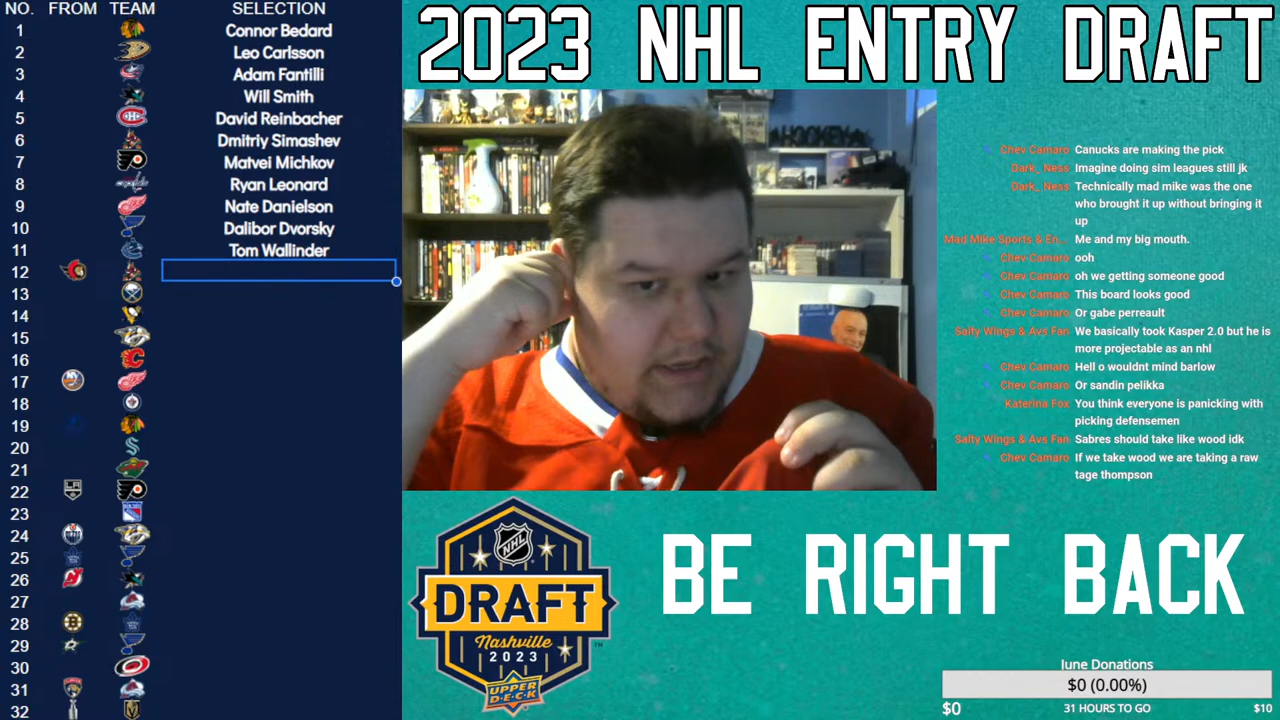 NO. FROM TEAM SELECTION
1 Connor Bedard
2 Leo Carlsson
3 Adam Fantilli
4 Will Smith
5 David Reinbacher
6 Dmitriy Simashev
7 Matvei Michkov
8 Ryan Leonard
9 Nate Danielson
10 Dalibor Dvorsky
11 Tom Wallinder
12
13
14
15
16
17
18
19
20
21
22
23
24
25
26
27
28
29
30
31
32
2023 NHL ENTRY DRAFT
HOCKEY
Chev Camaro Canucks are making the pick
Dark_Ness Imagine doing sim leagues still jk
Dark_Ness Technically mad mike was the one
who brought it up without bringing it
up
Mad Mike Sports & En... Me and my big mouth.
Chev Camaro ooh
Chev Camaro oh we getting someone good
Chev Camaro This board looks good
Chev Camaro Or gabe perreault
Salty Wings & Avs Fan We basically took Kasper 2.0 but he is
more projectable as an nhl
Chev Camaro Hell o wouldnt mind barlow
Chev Camaro Or sandin pelikka
Katerina Fox You think everyone is panicking with
picking defensemen
Salty Wings & Avs Fan Sabres should take like wood idk
Chev Camaro If we take wood we are taking a raw
tage thompson
NHL
DRAFT
Nashville
2023
UPPER
DECK
TM
BE RIGHT BACK
June Donations
$0 (0.00%)
$0 31 HOURS TO GO $10